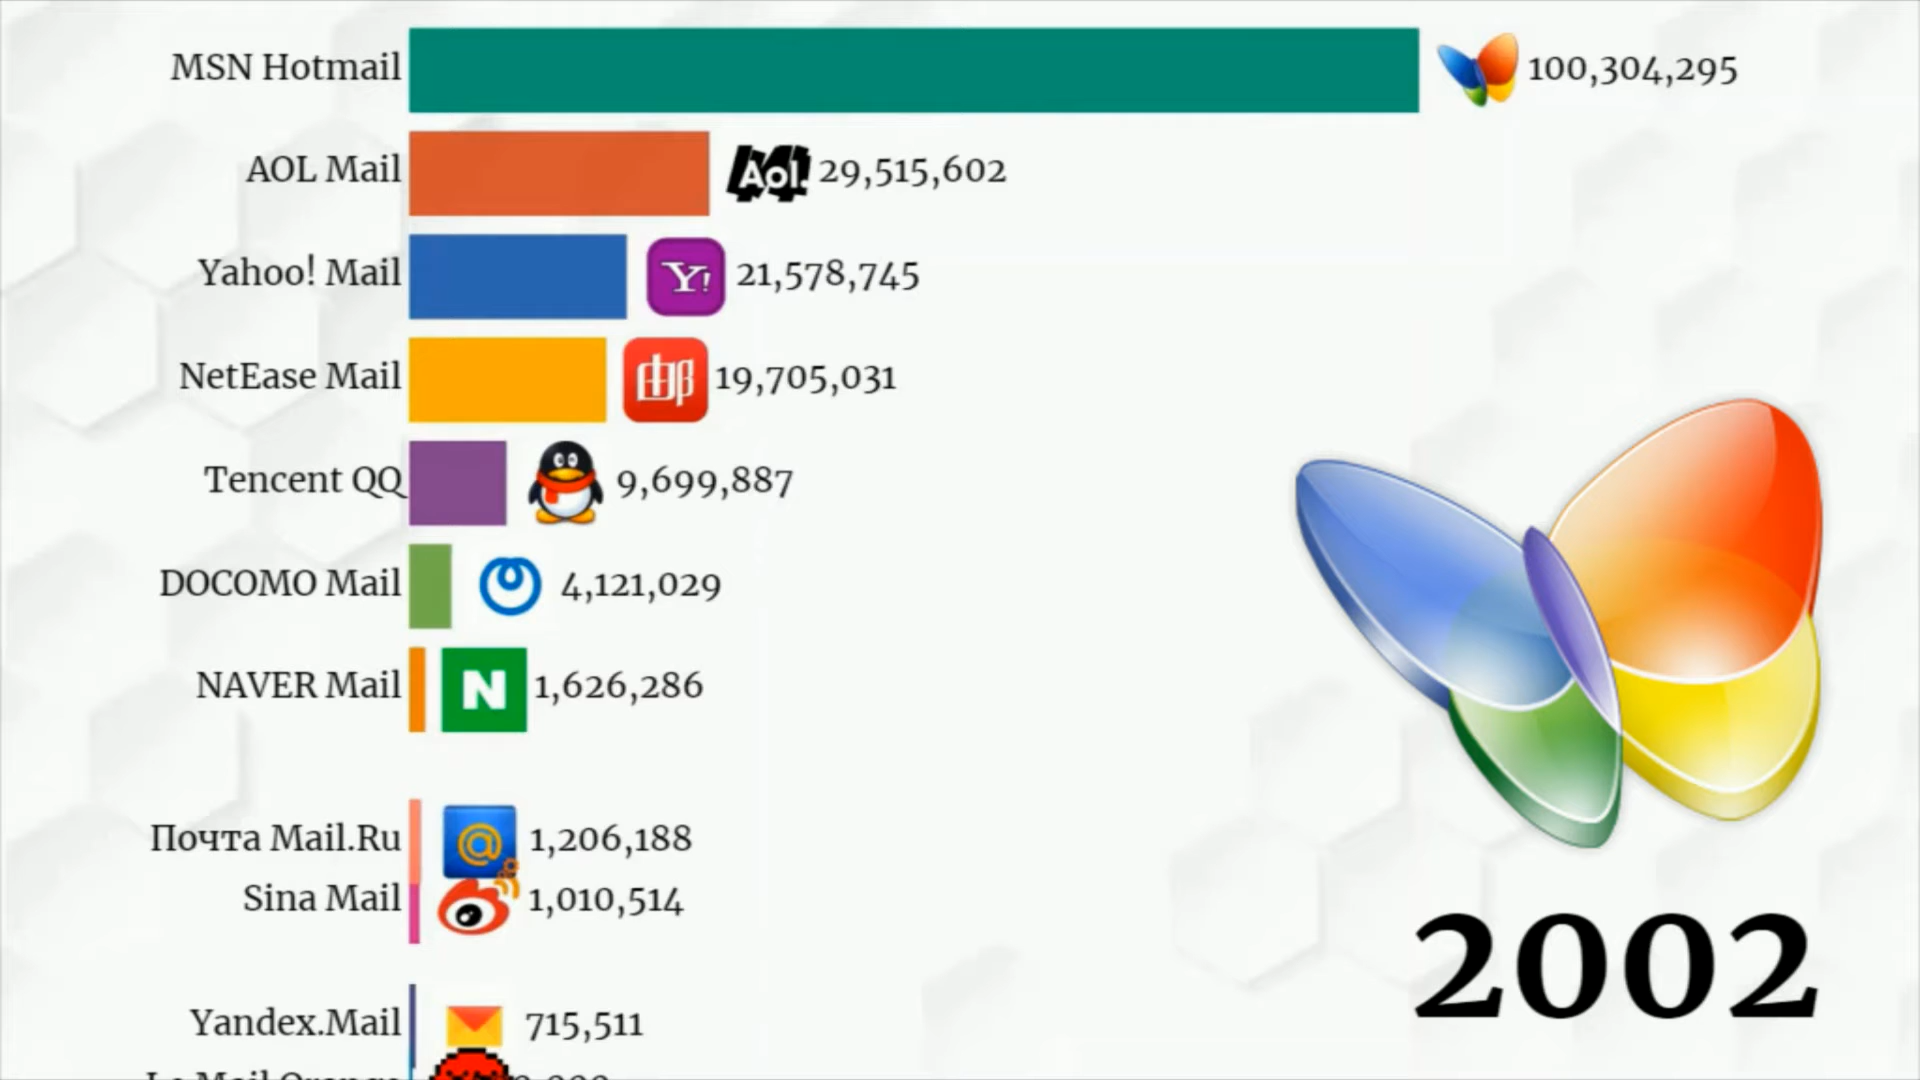 MSN Hotmail 100,304,295
AOL Mail Aol. 29,515,602
Yahoo! Mail Y! 21,578,745
NetEase Mail 邮 19,705,031
Tencent QQ 9,699,887
DOCOMO Mail 4,121,029
NAVER Mail N 1,626,286
Почта Mail.Ru @ 1,206,188
Sina Mail 1,010,514
Yandex.Mail 715,511
2002